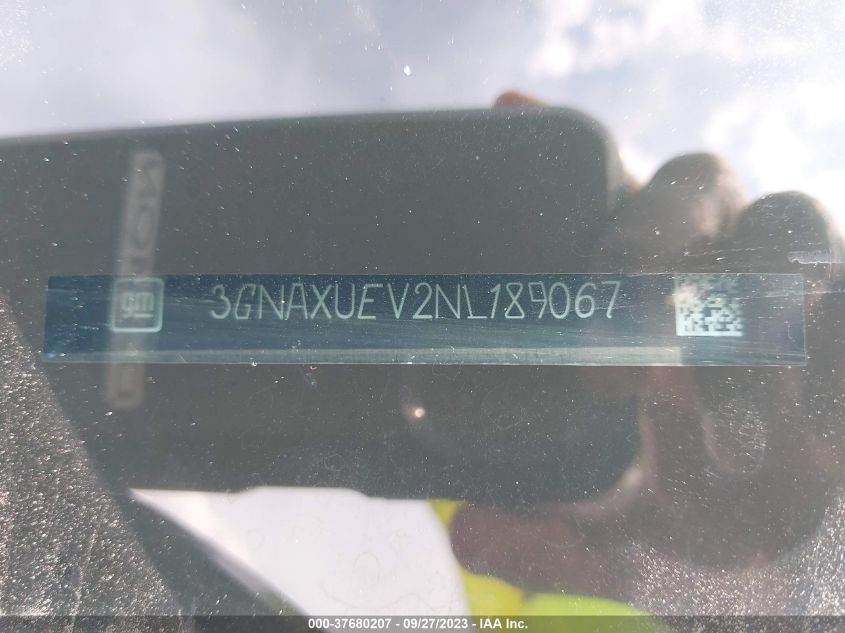 gm 3GNAXUEV2NL189067
000-37680207 - 09/27/2023 - IAA Inc.